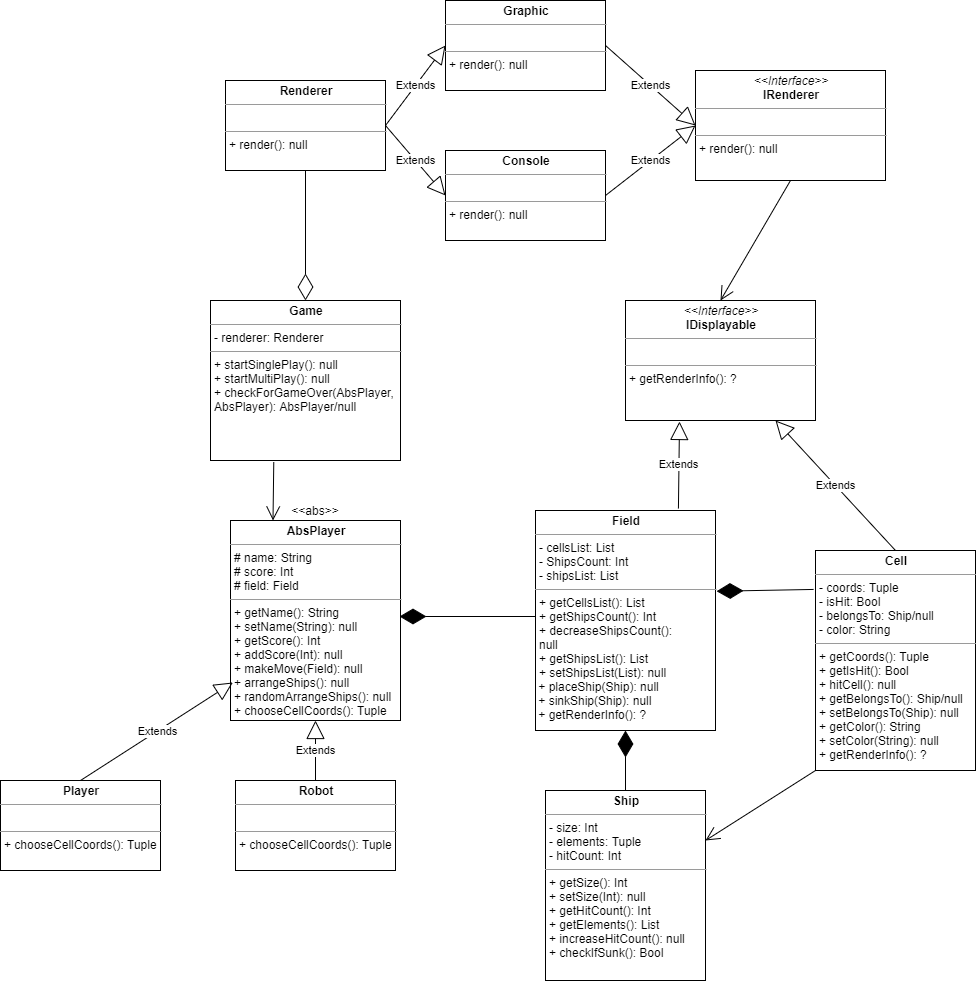 Graphic
+ render(): null
Renderer
+ render(): null
Extends
Extends
<<Interface>>
IRenderer
+ render(): null
Extends
Console
Extends
+ render(): null
Game
- renderer: Renderer
+ startSinglePlay(): null
+ startMultiPlay(): null
+ checkForGameOver(AbsPlayer,
AbsPlayer): AbsPlayer/null
<<Interface>>
IDisplayable
+ getRenderInfo(): ?
Extends
Extends
<<abs>>
AbsPlayer
# name: String
# score: Int
# field: Field
+ getName(): String
+ setName(String): null
+ getScore(): Int
+ addScore(Int): null
+ makeMove(Field): null
+ arrangeShips(): null
+ randomArrangeShips(): null
+ chooseCellCoords(): Tuple
Field
- cellsList: List
- ShipsCount: Int
- shipsList: List
+ getCellsList(): List
+ getShipsCount(): Int
+ decreaseShipsCount():
null
+ getShipsList(): List
+ setShipsList(List): null
+ placeShip(Ship): null
+ sinkShip(Ship): null
+ getRenderInfo(): ?
Cell
- coords: Tuple
- isHit: Bool
- belongsTo: Ship/null
- color: String
+ getCoords(): Tuple
+ getIsHit(): Bool
+ hitCell(): null
+ getBelongsTo(): Ship/null
+ setBelongsTo(Ship): null
+ getColor(): String
+ setColor(String): null
+ getRenderInfo(): ?
Extends
Extends
Player
+ chooseCellCoords(): Tuple
Robot
+ chooseCellCoords(): Tuple
Ship
- size: Int
- elements: Tuple
- hitCount: Int
+ getSize(): Int
+ setSize(Int): null
+ getHitCount(): Int
+ getElements(): List
+ increaseHitCount(): null
+ checkIfSunk(): Bool